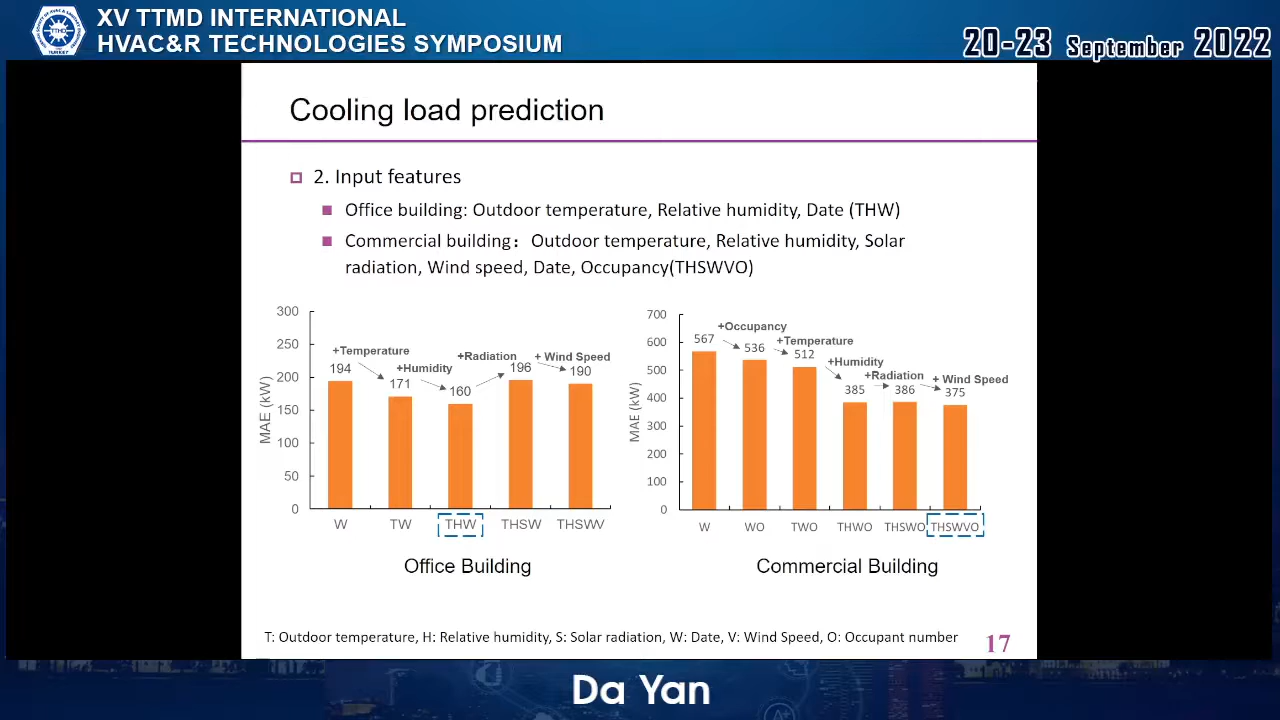 XV TTMD INTERNATIONAL
HVAC&R TECHNOLOGIES SYMPOSIUM
20-23 September 2022
Cooling load prediction
2. Input features
Office building: Outdoor temperature, Relative humidity, Date (THW)
Commercial building： Outdoor temperature, Relative humidity, Solar
radiation, Wind speed, Date, Occupancy(THSWVO)
300
250
200
150
100
50
0
MAE (kW)
+Temperature
+Humidity
+Radiation
+ Wind Speed
194
171
160
196
190
W
TW
THW
THSW
THSWV
Office Building
700
600
500
400
300
200
100
0
MAE (kW)
+Occupancy
+Temperature
+Humidity
+Radiation
+ Wind Speed
567
536
512
385
386
375
W
WO
TWO
THWO
THSWO
THSWVO
Commercial Building
T: Outdoor temperature, H: Relative humidity, S: Solar radiation, W: Date, V: Wind Speed, O: Occupant number
17
Da Yan